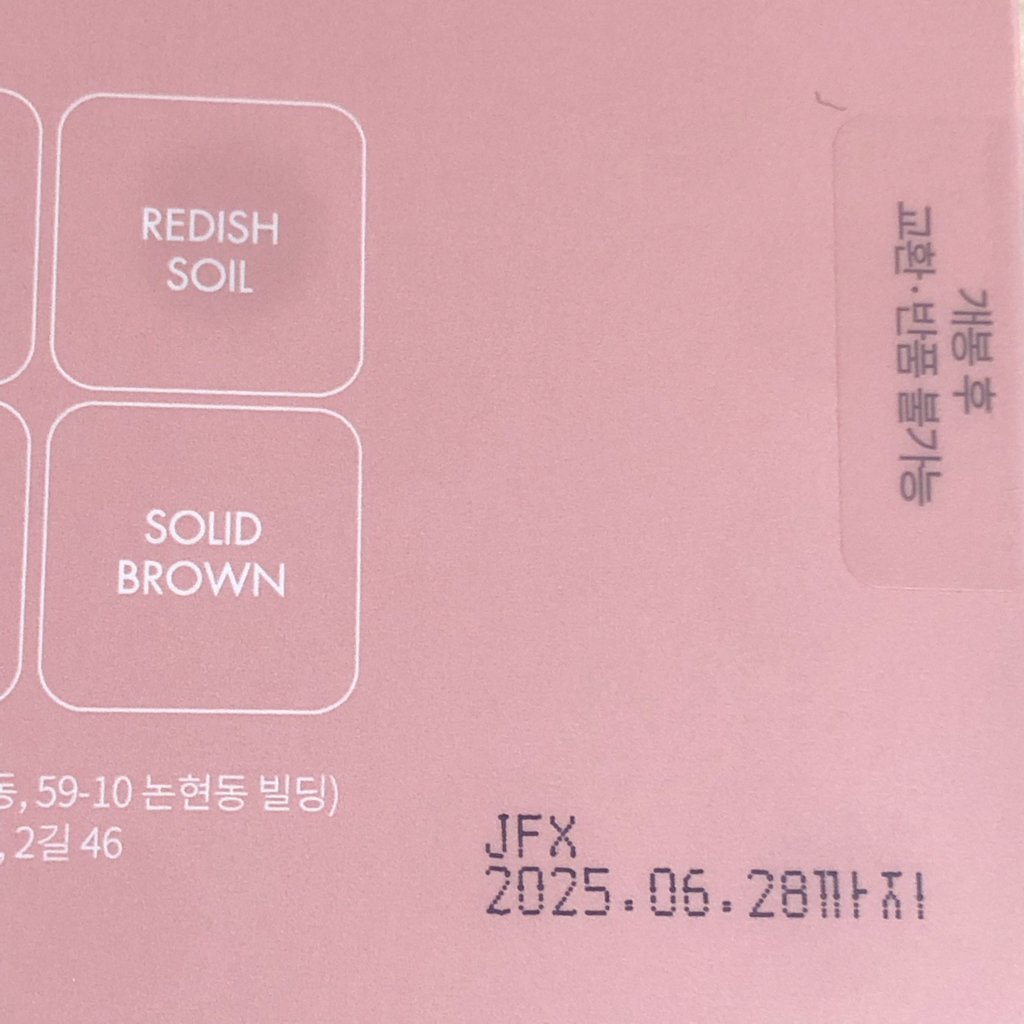 REDISH
SOIL
SOLID
BROWN
개봉 후
교환·반품 불가능
동, 59-10 논현동 빌딩)
, 2길 46
JFX
2025.06.28까지